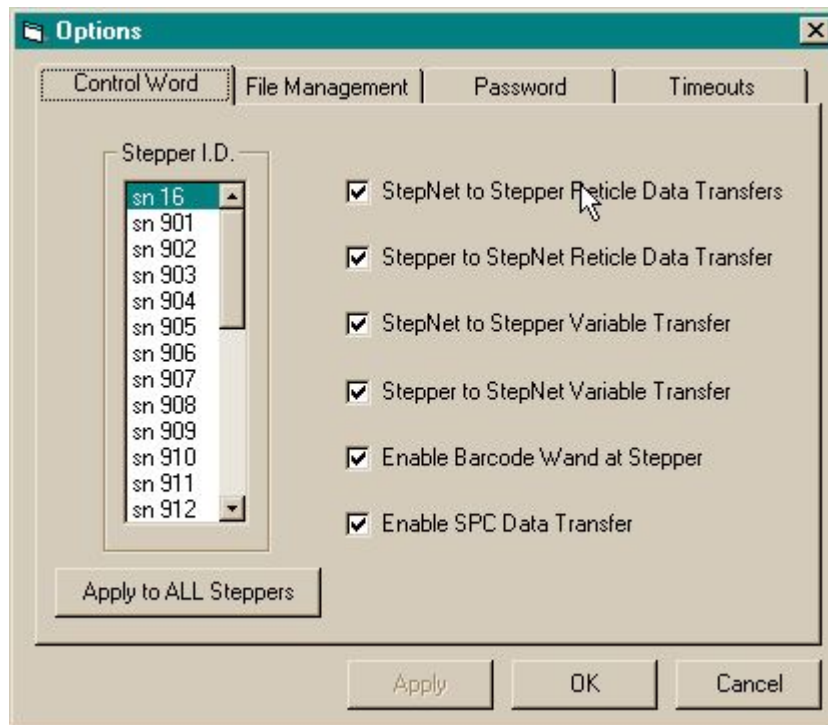 Options
Control Word File Management Password Timeouts
Stepper I.D.
sn 16
sn 901
sn 902
sn 903
sn 904
sn 905
sn 906
sn 907
sn 908
sn 909
sn 910
sn 911
sn 912
StepNet to Stepper Reticle Data Transfers
Stepper to StepNet Reticle Data Transfer
StepNet to Stepper Variable Transfer
Stepper to StepNet Variable Transfer
Enable Barcode Wand at Stepper
Enable SPC Data Transfer
Apply to ALL Steppers
Apply OK Cancel